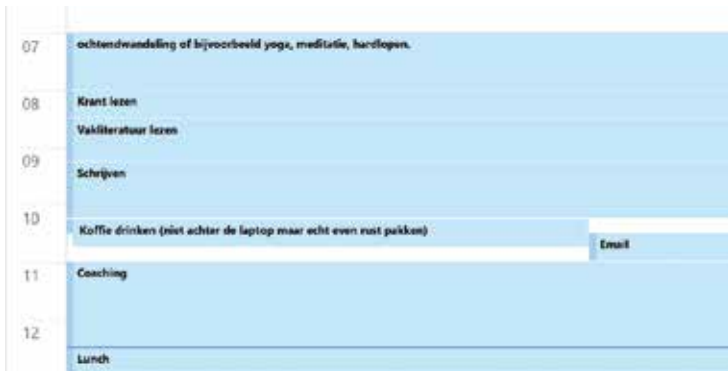 07
ochtendwandeling of bijvoorbeeld yoga, meditatie, hardlopen.
08
Krant lezen
Vakliteratuur lezen
09
Schrijven
10
Koffie drinken (niet achter de laptop maar echt even rust pakken)
Email
11
Coaching
12
Lunch